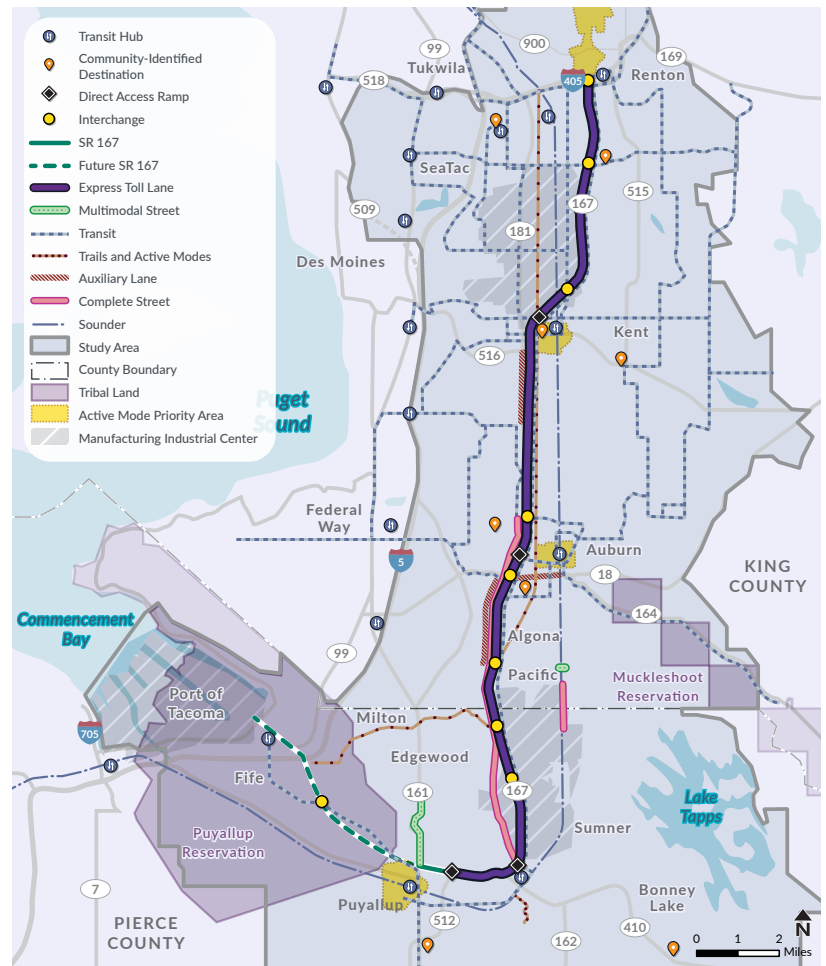 Transit Hub
Community-Identified
Destination
Direct Access Ramp
Interchange
SR 167
Future SR 167
Express Toll Lane
Multimodal Street
Transit
Trails and Active Modes
Auxiliary Lane
Complete Street
Sounder
Study Area
County Boundary
Tribal Land
Active Mode Priority Area
Manufacturing Industrial Center
99
900
Tukwila
169
518
405
Renton
SeaTac
515
509
167
181
Des Moines
Kent
516
Puget
Sound
Federal
Way
Auburn
5
18
KING
COUNTY
164
Commencement
Bay
Algona
99
Pacific
Muckleshoot
Reservation
Port of
Tacoma
Milton
705
Edgewood
Fife
161
167
Lake
Tapps
Sumner
Puyallup
Reservation
7
Puyallup
Bonney
Lake
512
410
162
PIERCE
COUNTY
N
0 1 2
Miles